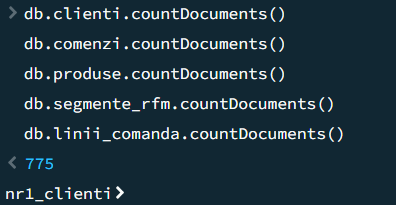 > db.clienti.countDocuments()
db.comenzi.countDocuments()
db.produse.countDocuments()
db.segmente_rfm.countDocuments()
db.linii_comanda.countDocuments()
< 775
nr1_clienti>